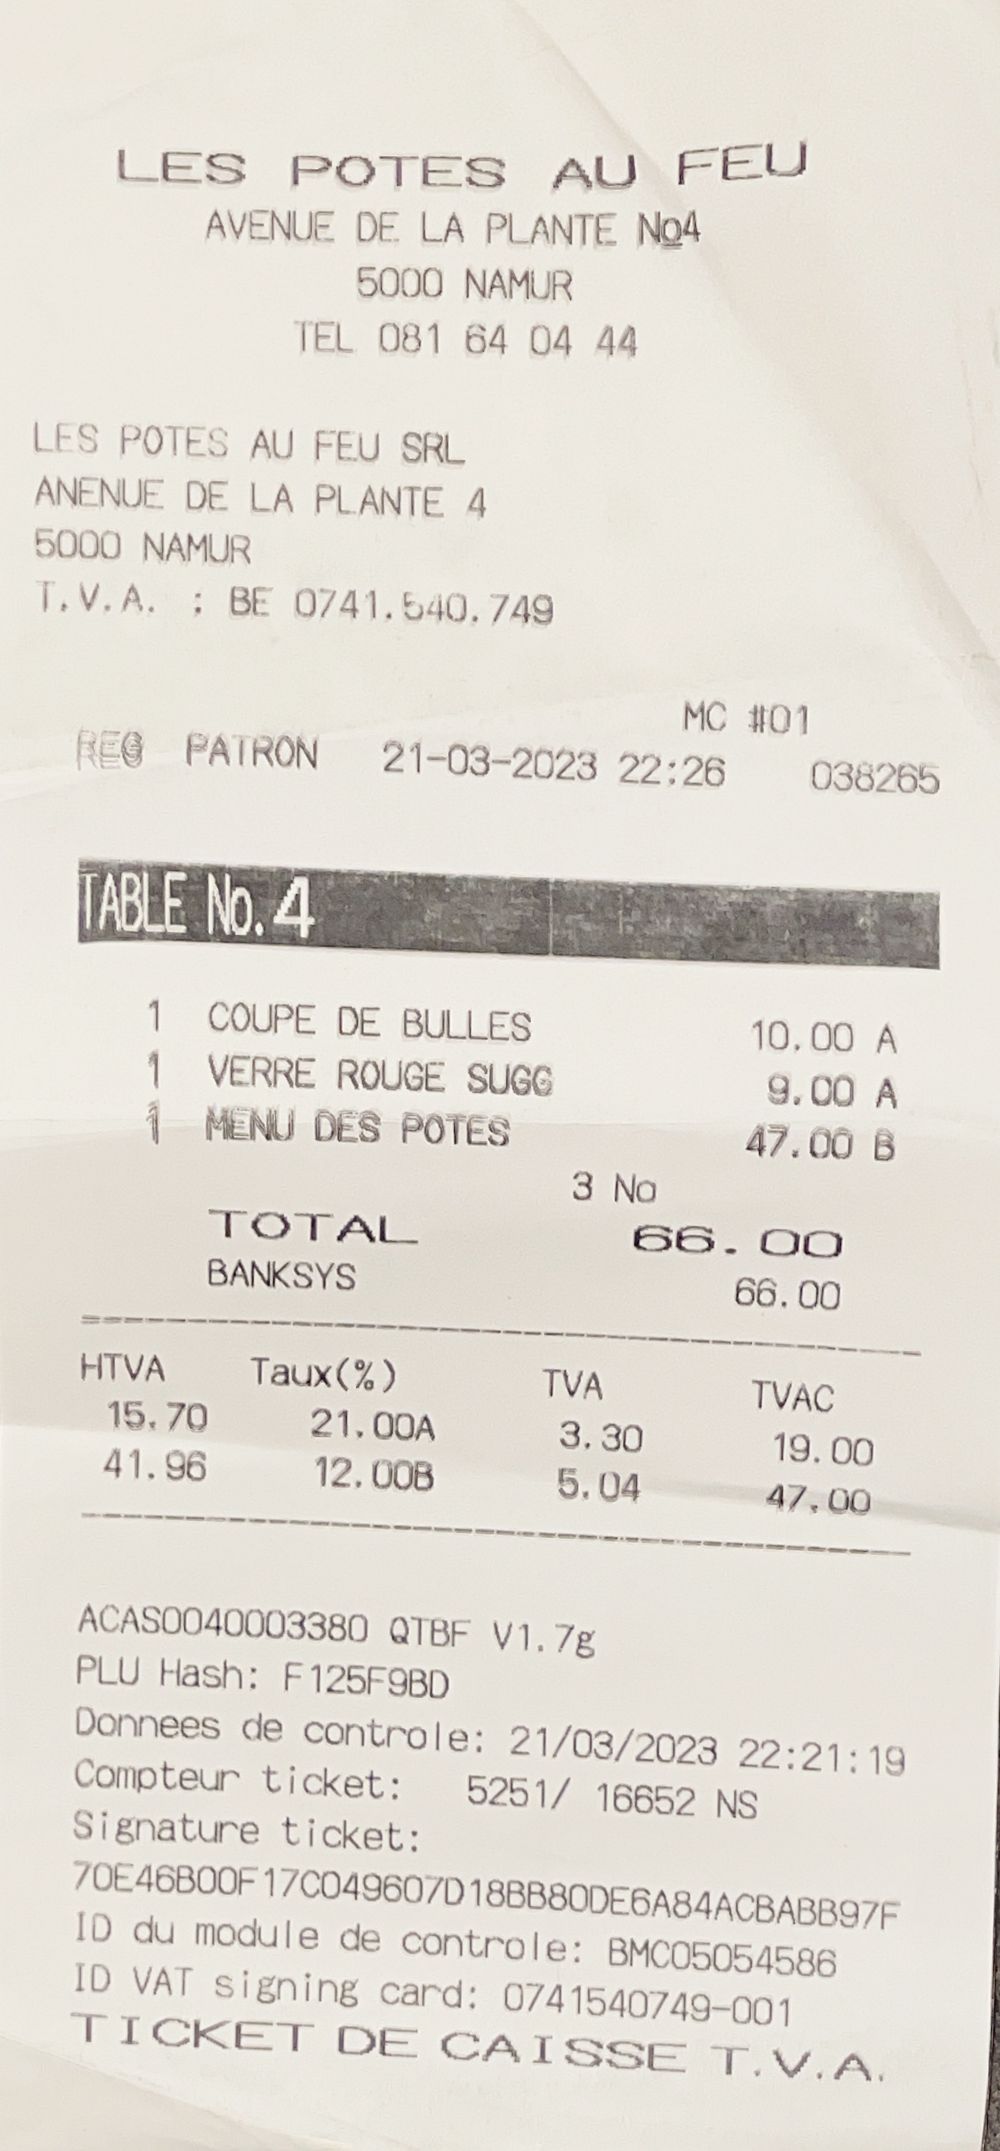 LES POTES AU FEU
AVENUE DE LA PLANTE No4
5000 NAMUR
TEL 081 64 04 44
LES POTES AU FEU SRL
ANENUE DE LA PLANTE 4
5000 NAMUR
T.V.A. : BE 0741.540.749
MC #01
REG PATRON 21-03-2023 22:26 038265
TABLE No.4
1 COUPE DE BULLES 10.00 A
1 VERRE ROUGE SUGG 9.00 A
1 MENU DES POTES 47.00 B
3 No
TOTAL 66.00
BANKSYS 66.00
HTVA Taux(%) TVA TVAC
15.70 21.00A 3.30 19.00
41.96 12.00B 5.04 47.00
ACAS0040003380 QTBF V1.7g
PLU Hash: F125F9BD
Donnees de controle: 21/03/2023 22:21:19
Compteur ticket: 5251/ 16652 NS
Signature ticket:
70E46B00F17C049607D18BB80DE6A84ACBABB97F
ID du module de controle: BMC05054586
ID VAT signing card: 0741540749-001
TICKET DE CAISSE T.V.A.